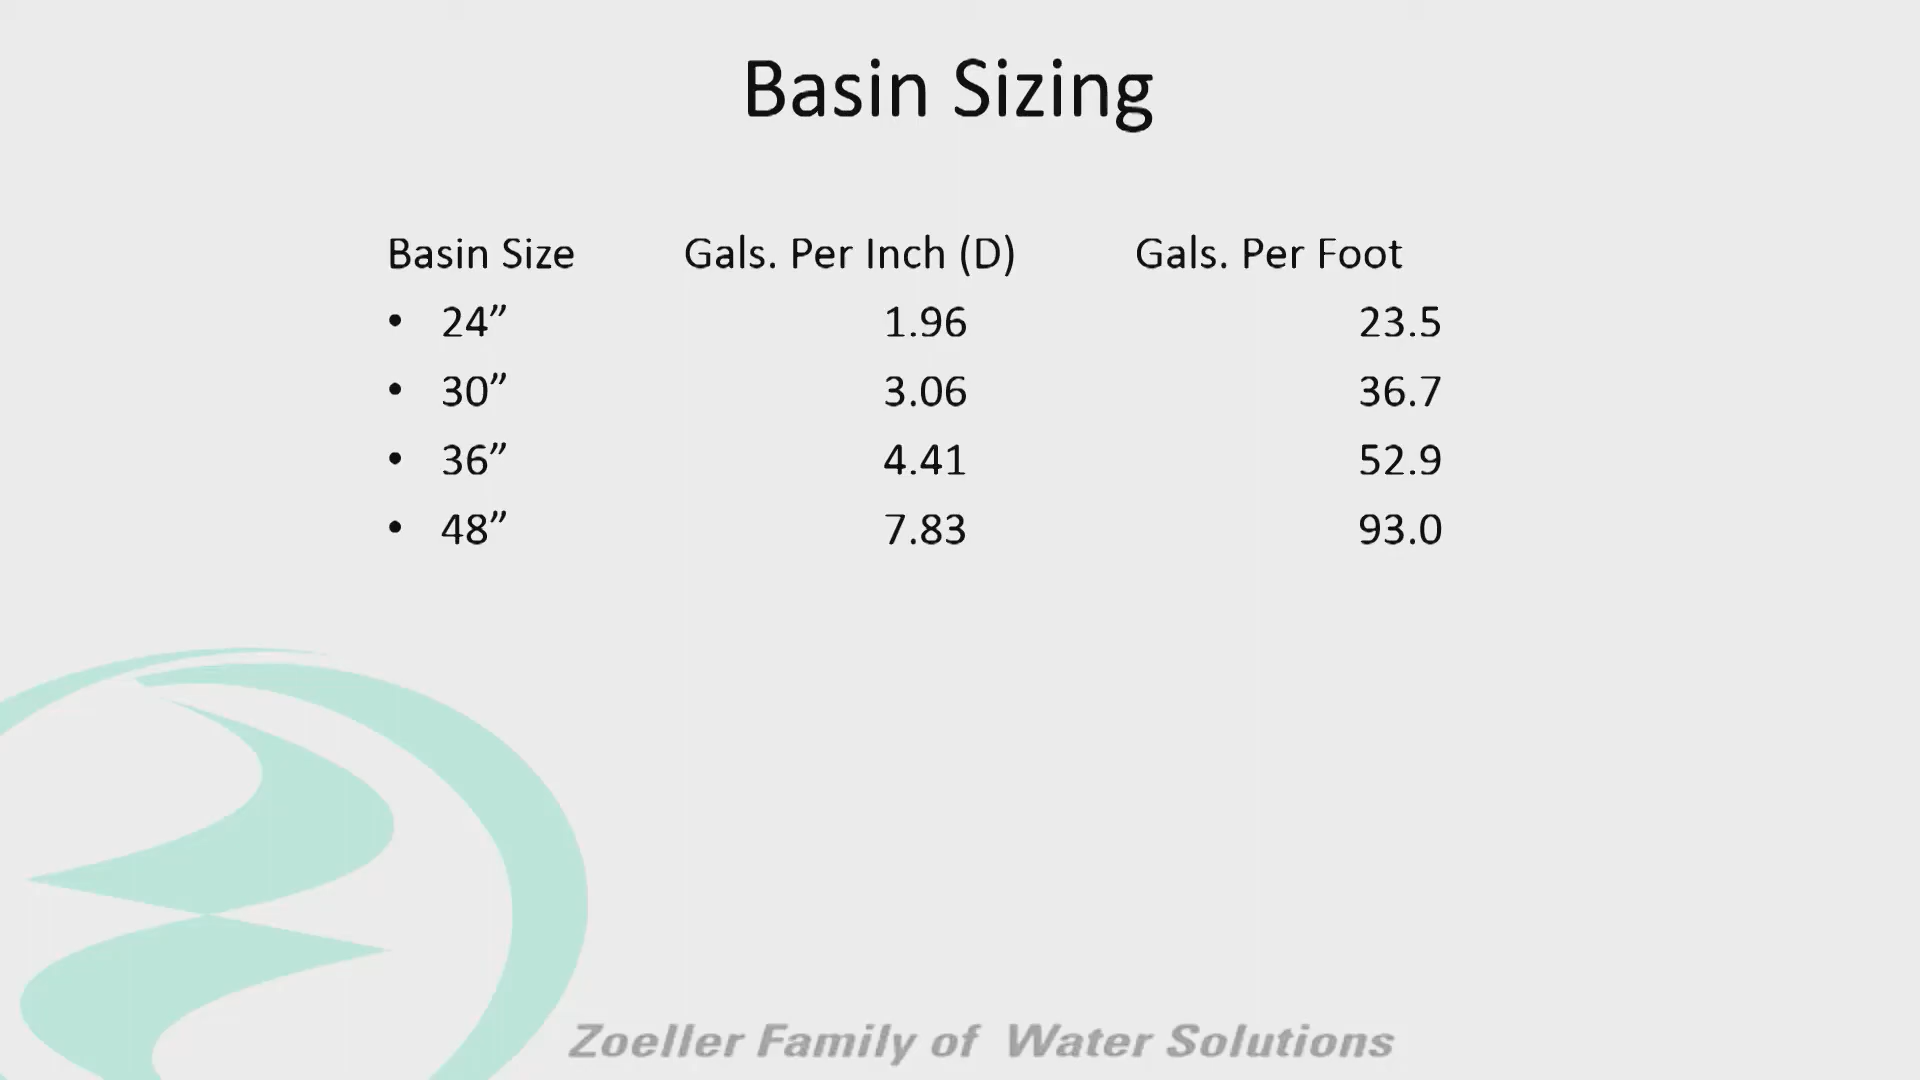 Basin Sizing
Basin Size Gals. Per Inch (D) Gals. Per Foot
• 24” 1.96 23.5
• 30” 3.06 36.7
• 36” 4.41 52.9
• 48” 7.83 93.0
Zoeller Family of Water Solutions